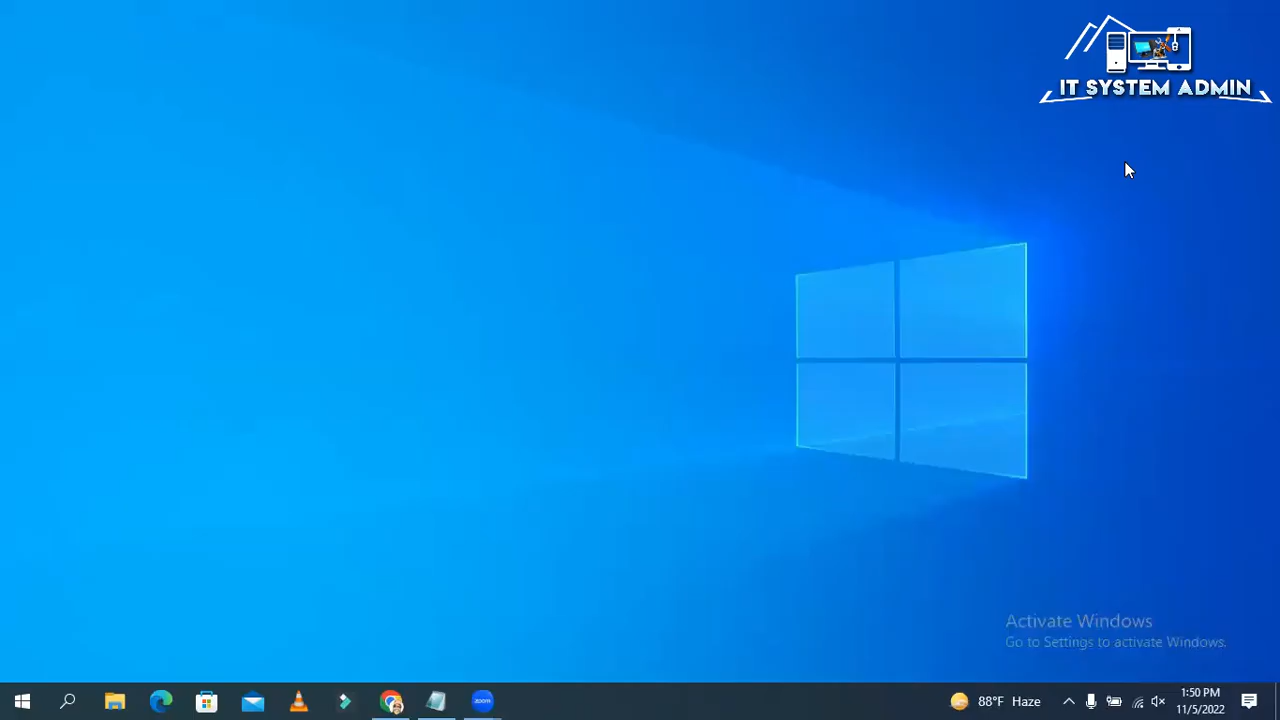 IT SYSTEM ADMIN
Activate Windows
Go to Settings to activate Windows.
zoom
88°F Haze
1:50 PM
11/5/2022